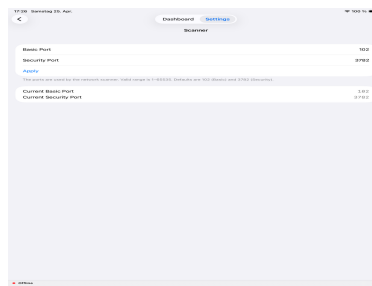 17:26 Samstag 25. Apr.
100 %
Dashboard Settings
Scanner
Basic Port 102
Security Port 3782
Apply
The ports are used by the network scanner. Valid range is 1-65535. Defaults are 102 (Basic) and 3782 (Security).
Current Basic Port 102
Current Security Port 3782
Offline